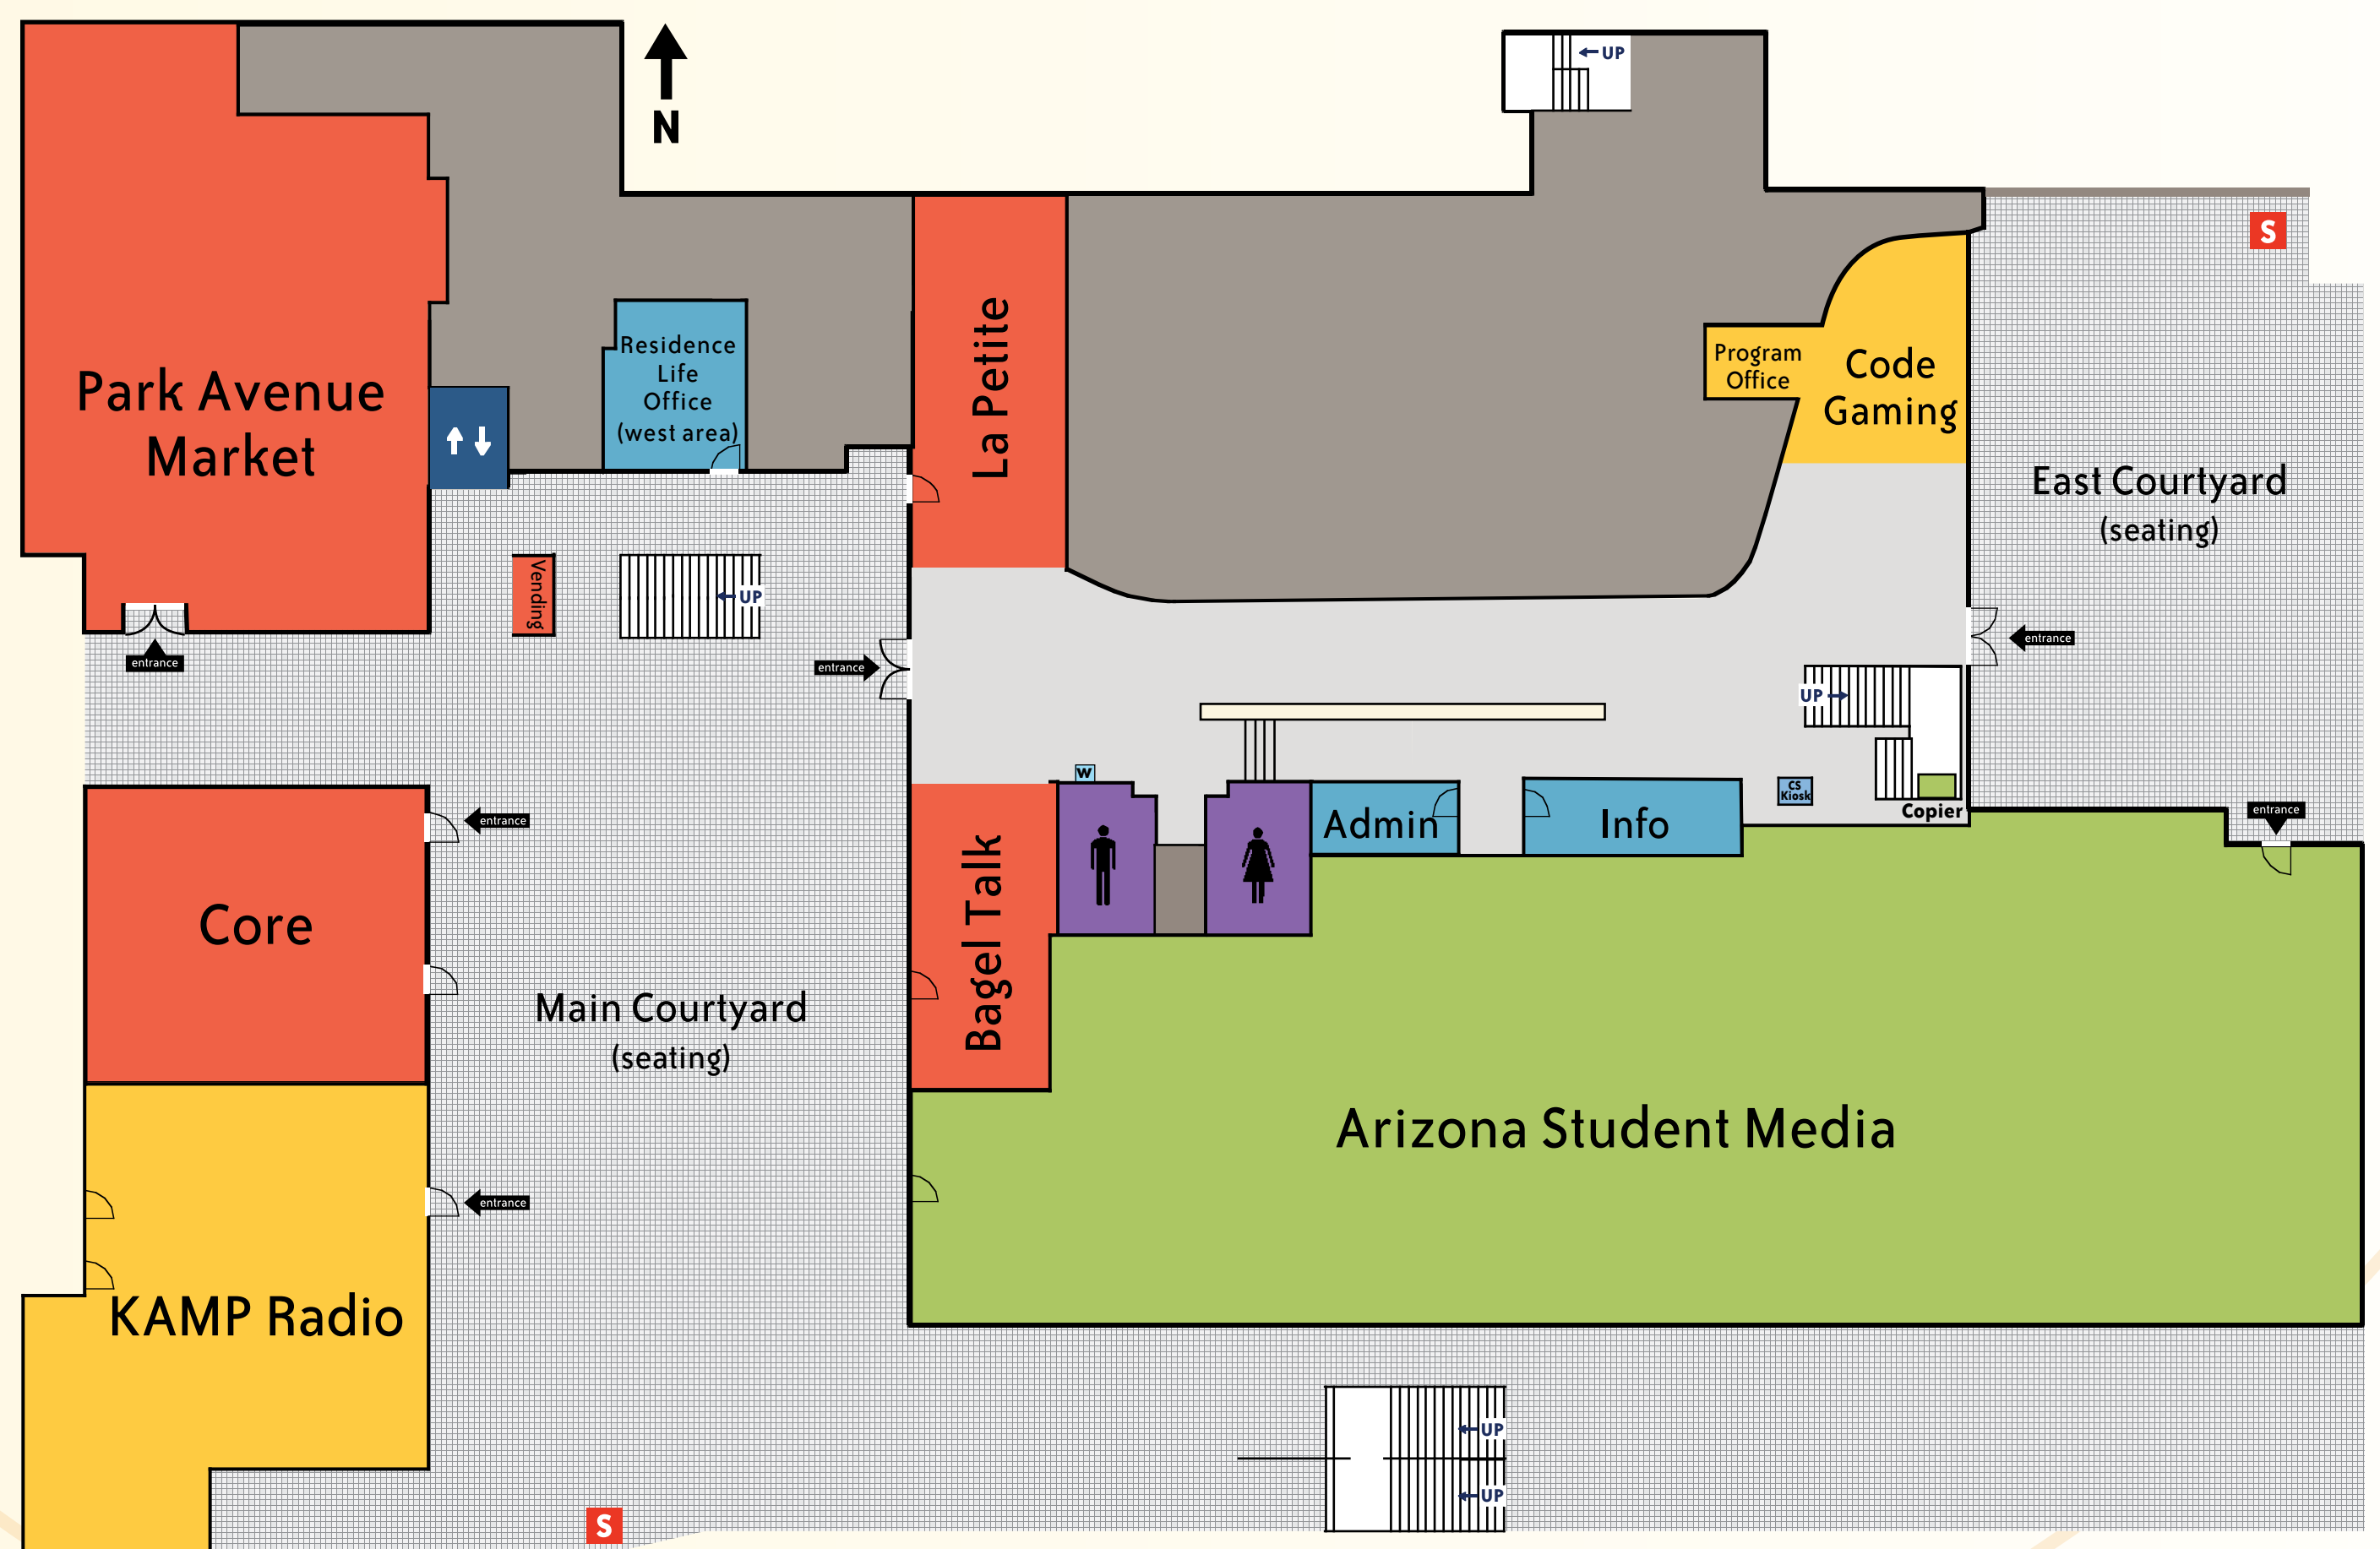 N
← UP
S
Residence
Life
Office
(west area)
La Petite
Program
Office
Code
Gaming
Park Avenue
Market
East Courtyard
(seating)
Vending
← UP
entrance
entrance
entrance
UP →
W
CS
Kiosk
Copier
entrance
entrance
Admin
Info
Core
Bagel Talk
Main Courtyard
(seating)
Arizona Student Media
entrance
KAMP Radio
← UP
← UP
S